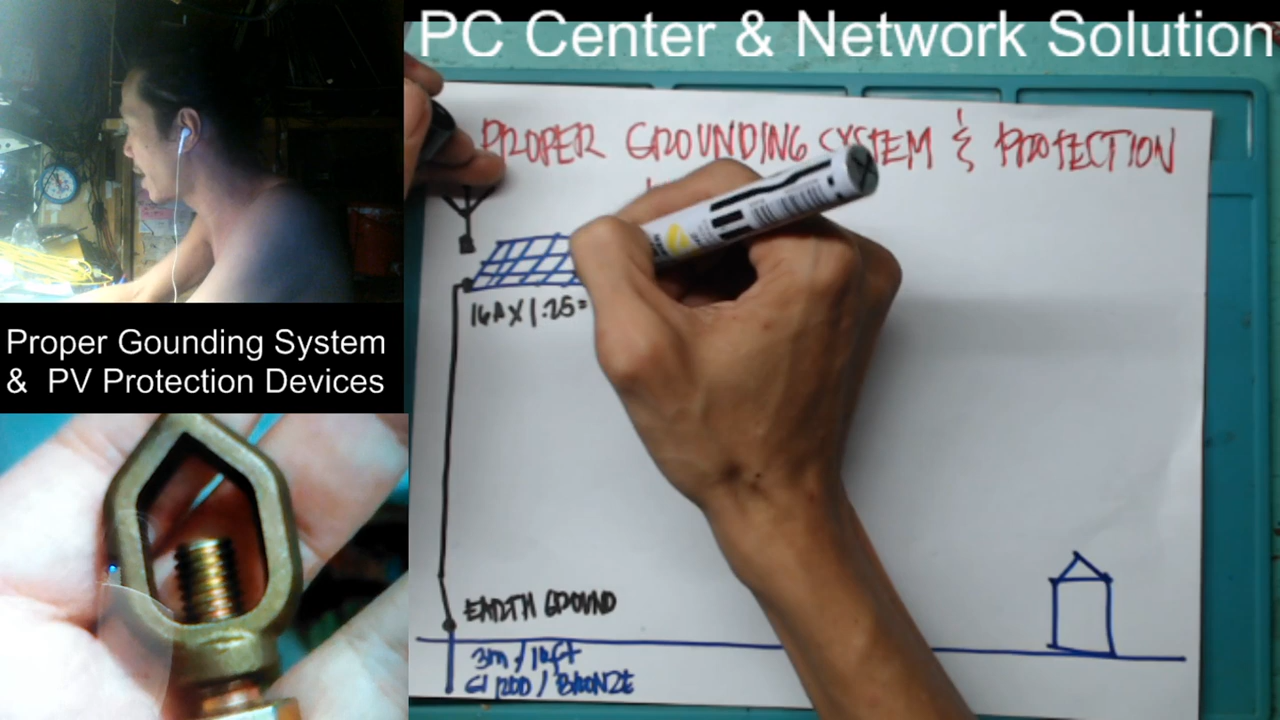 PC Center & Network Solution
PROPER GROUNDING SYSTEM & PROTECTION
16A X 1.25=
Proper Gounding System
& PV Protection Devices
EARTH GROUND
3m / 10ft
GI ROD / BRONZE